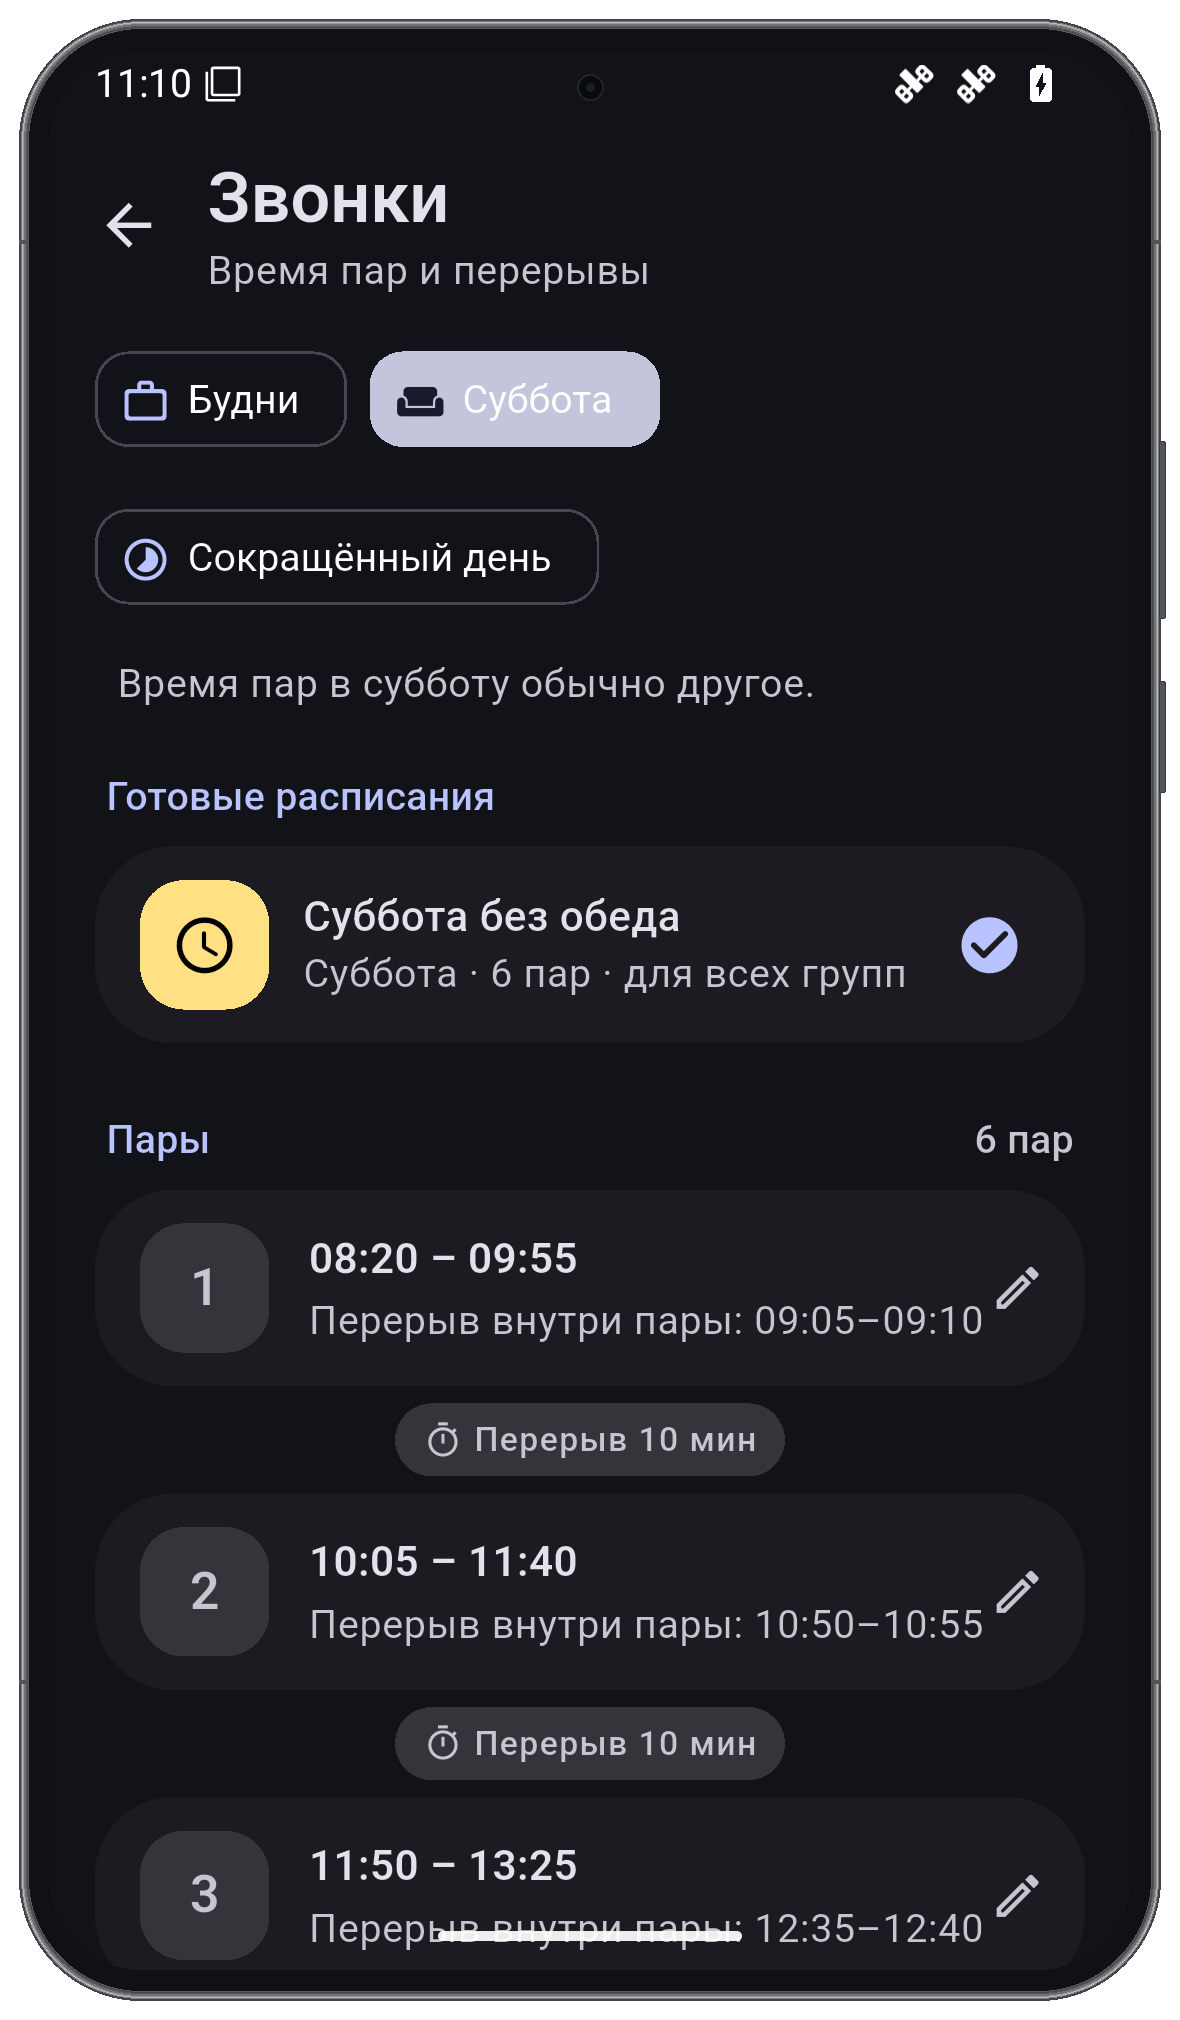 11:10
Звонки
Время пар и перерывы
Будни
Суббота
Сокращённый день
Время пар в субботу обычно другое.
Готовые расписания
Суббота без обеда
Суббота · 6 пар · для всех групп
Пары
6 пар
1
08:20 – 09:55
Перерыв внутри пары: 09:05–09:10
Перерыв 10 мин
2
10:05 – 11:40
Перерыв внутри пары: 10:50–10:55
Перерыв 10 мин
3
11:50 – 13:25
Перерыв внутри пары: 12:35–12:40